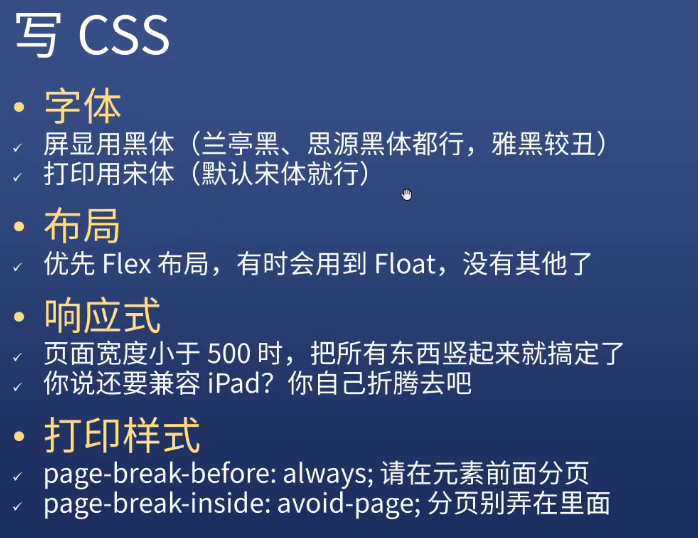 写 CSS
• 字体
✓ 屏显用黑体（兰亭黑、思源黑体都行，雅黑较丑）
✓ 打印用宋体（默认宋体就行）
• 布局
✓ 优先 Flex 布局，有时会用到 Float，没有其他了
• 响应式
✓ 页面宽度小于 500 时，把所有东西竖起来就搞定了
✓ 你说还要兼容 iPad？你自己折腾去吧
• 打印样式
✓ page-break-before: always; 请在元素前面分页
✓ page-break-inside: avoid-page; 分页别弄在里面